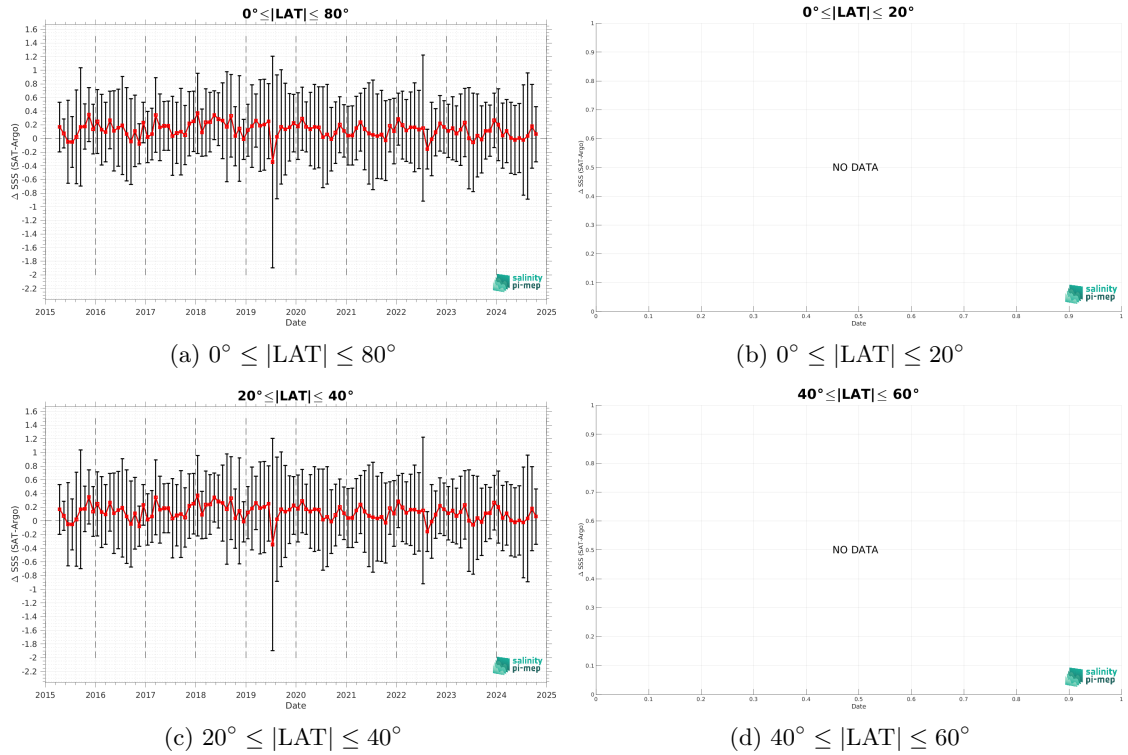 0°≤|LAT|≤ 80°
Δ SSS (SAT-Argo)
1.6
1.4
1.2
1
0.8
0.6
0.4
0.2
0
-0.2
-0.4
-0.6
-0.8
-1
-1.2
-1.4
-1.6
-1.8
-2
-2.2
salinity
pi-mep
2015 2016 2017 2018 2019 2020 2021 2022 2023 2024 2025
Date
(a) 0° ≤ |LAT| ≤ 80°
0°≤|LAT|≤ 20°
Δ SSS (SAT-Argo)
1
0.9
0.8
0.7
0.6
0.5
0.4
0.3
0.2
0.1
0
NO DATA
salinity
pi-mep
0 0.1 0.2 0.3 0.4 0.5 0.6 0.7 0.8 0.9 1
Date
(b) 0° ≤ |LAT| ≤ 20°
20°≤|LAT|≤ 40°
Δ SSS (SAT-Argo)
1.6
1.4
1.2
1
0.8
0.6
0.4
0.2
0
-0.2
-0.4
-0.6
-0.8
-1
-1.2
-1.4
-1.6
-1.8
-2
-2.2
salinity
pi-mep
2015 2016 2017 2018 2019 2020 2021 2022 2023 2024 2025
Date
(c) 20° ≤ |LAT| ≤ 40°
40°≤|LAT|≤ 60°
Δ SSS (SAT-Argo)
1
0.9
0.8
0.7
0.6
0.5
0.4
0.3
0.2
0.1
0
NO DATA
salinity
pi-mep
0 0.1 0.2 0.3 0.4 0.5 0.6 0.7 0.8 0.9 1
Date
(d) 40° ≤ |LAT| ≤ 60°